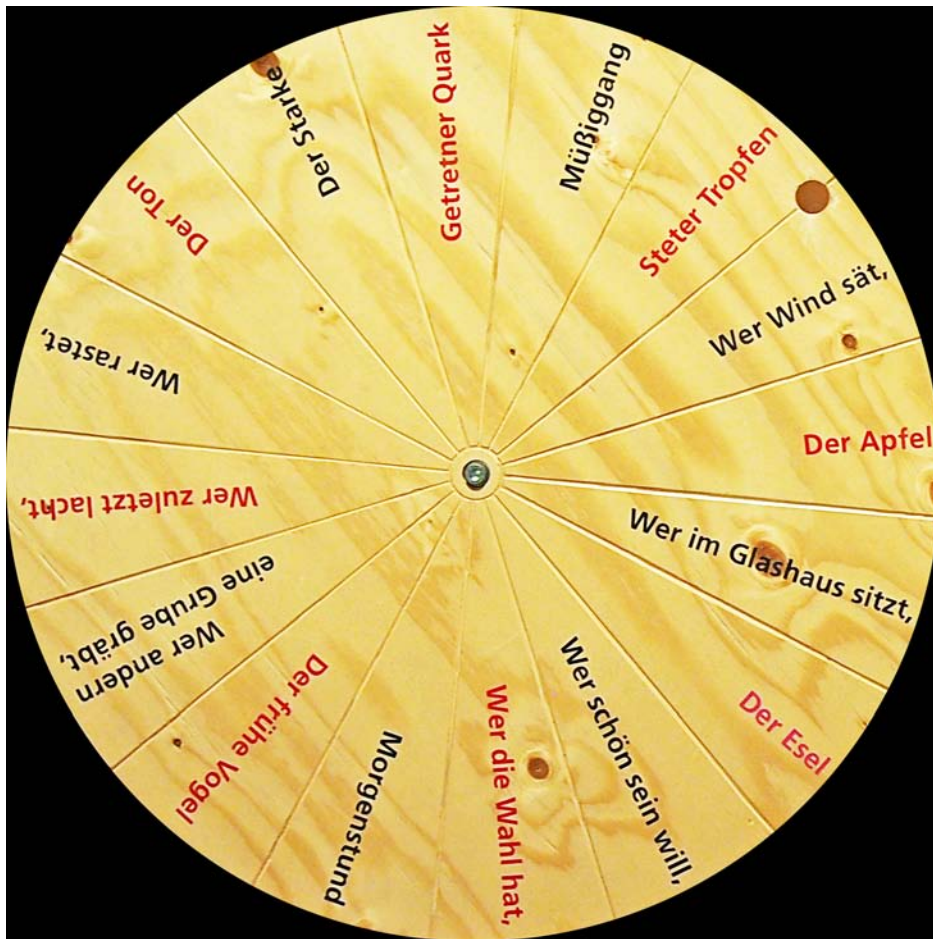 Getretner Quark
Müßiggang
Steter Tropfen
Wer Wind sät,
Der Apfel
Wer im Glashaus sitzt,
Der Esel
Wer schön sein will,
Wer die Wahl hat,
Morgenstund
Der frühe Vogel
Wer andern
eine Grube gräbt,
Wer zuletzt lacht,
Wer rastet,
Der Ton
Der Starke